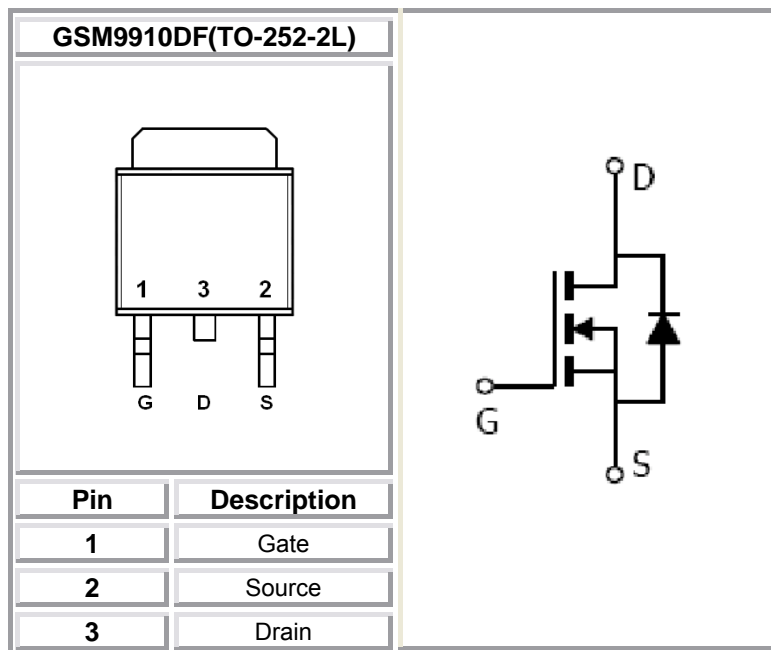 GSM9910DF(TO-252-2L)
1 3 2
G D S
Pin Description
1 Gate
2 Source
3 Drain
D
G
S